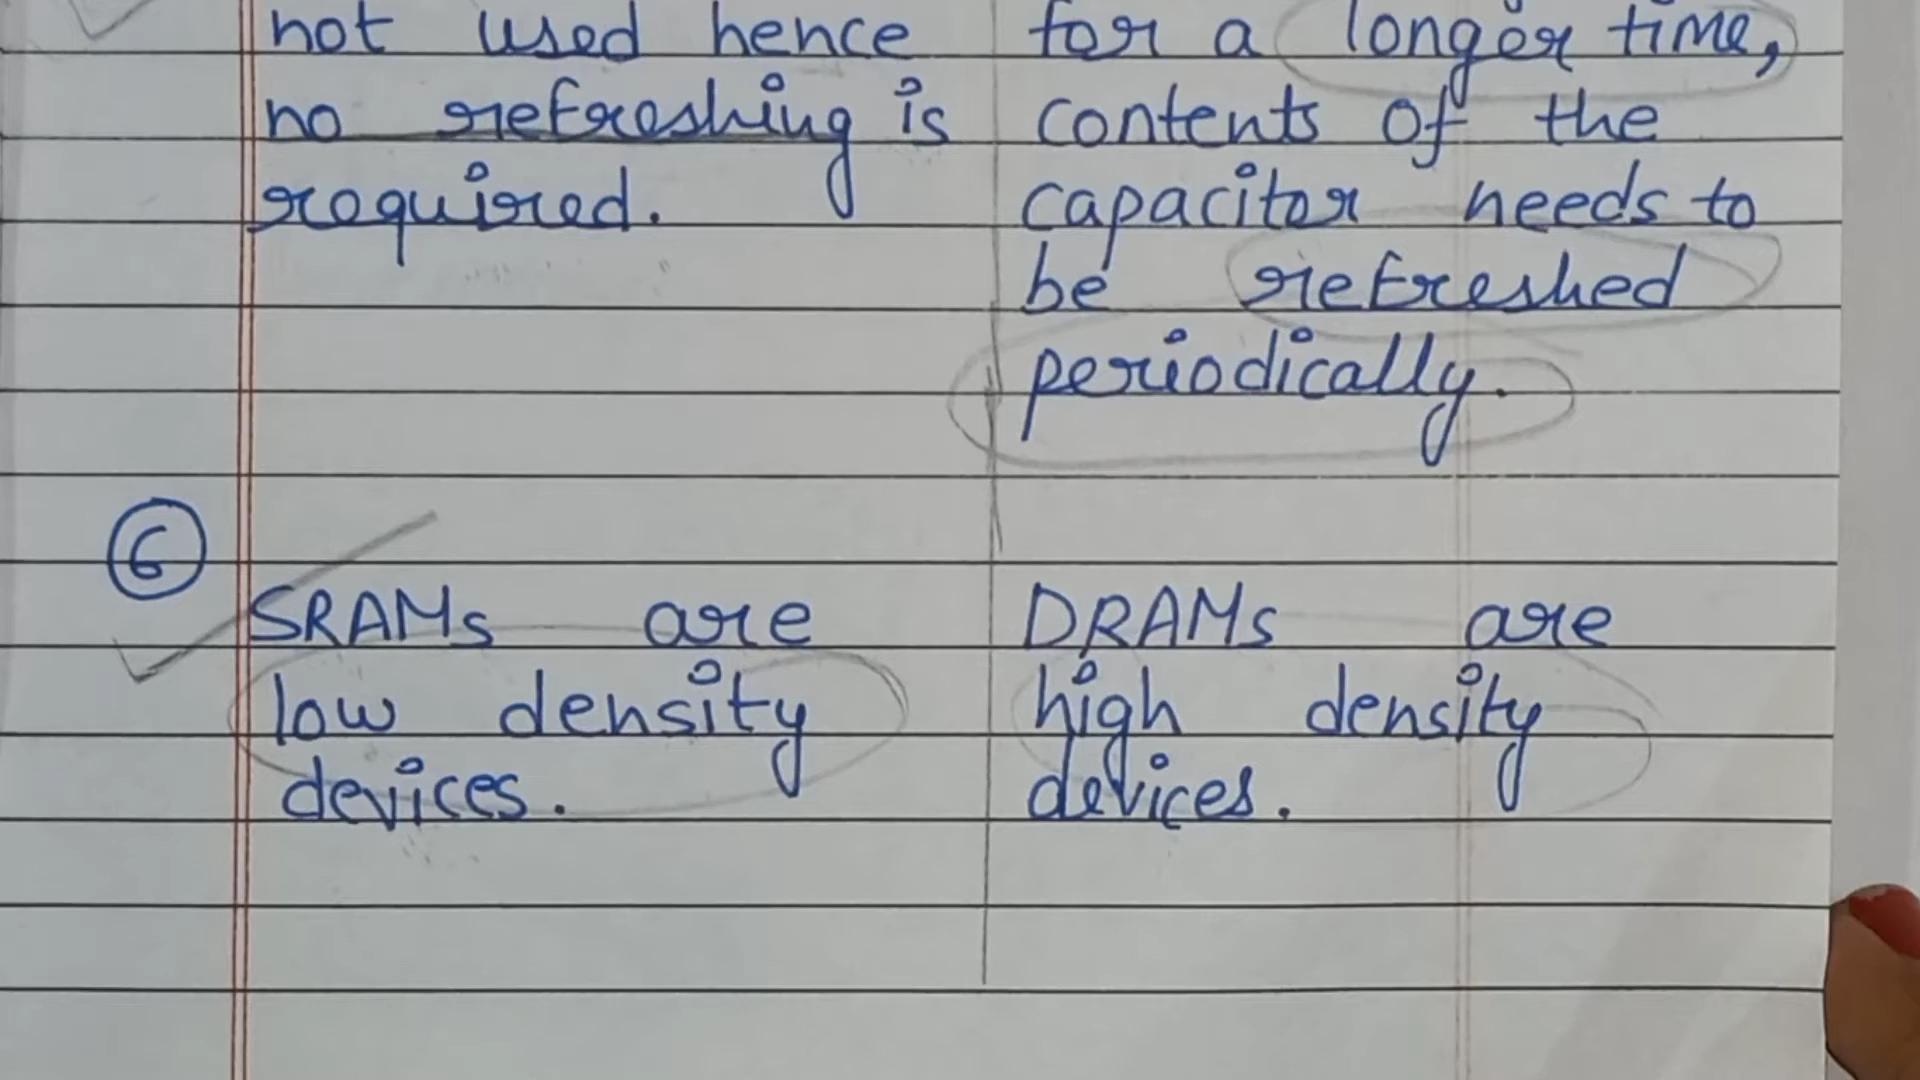 not used hence
no refreshing is
required.
for a longer time,
contents of the
capacitor needs to
be refreshed
periodically.
6
SRAMs are
low density
devices.
DRAMs are
high density
devices.